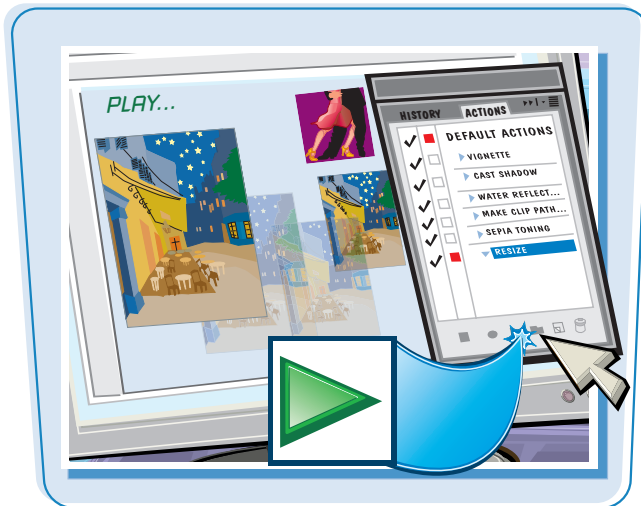 PLAY...
HISTORY
ACTIONS
DEFAULT ACTIONS
VIGNETTE
CAST SHADOW
WATER REFLECT...
MAKE CLIP PATH...
SEPIA TONING
RESIZE